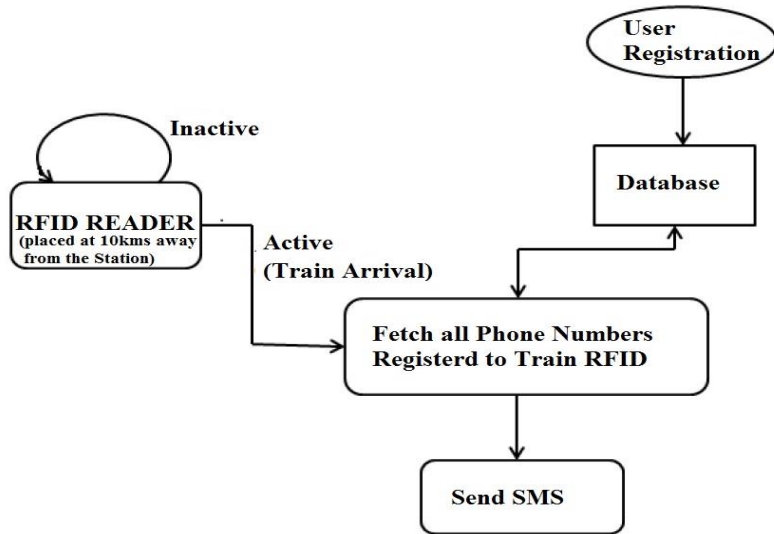 User
Registration
Inactive
Database
RFID READER
(placed at 10kms away
from the Station)
Active
(Train Arrival)
Fetch all Phone Numbers
Registerd to Train RFID
Send SMS